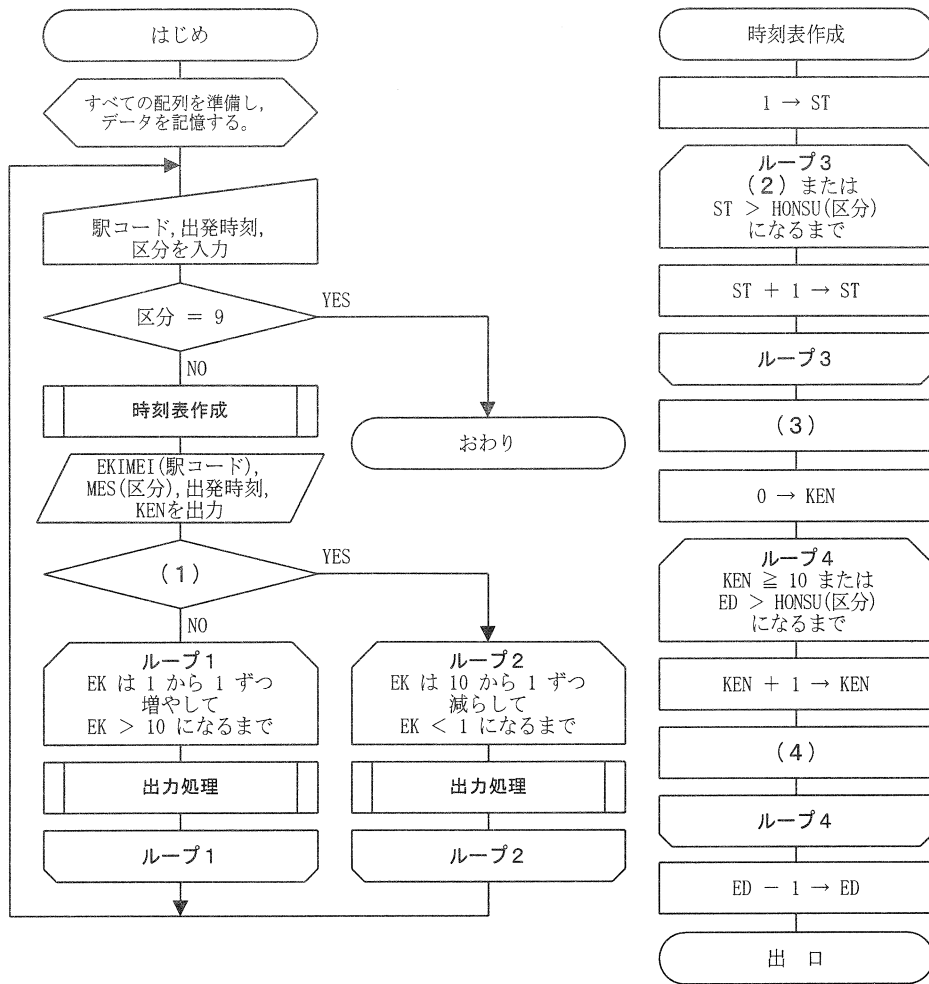 はじめ
すべての配列を準備し,
データを記憶する。
駅コード, 出発時刻,
区分を入力
区分 = 9
YES
NO
時刻表作成
EKIMEI(駅コード),
MES(区分), 出発時刻,
KENを出力
(1)
YES
NO
ループ1
EK は 1 から 1 ずつ
増やして
EK > 10 になるまで
出力処理
ループ1
おわり
ループ2
EK は 10 から 1 ずつ
減らして
EK < 1 になるまで
出力処理
ループ2
時刻表作成
1 → ST
ループ3
(2) または
ST > HONSU(区分)
になるまで
ST + 1 → ST
ループ3
(3)
0 → KEN
ループ4
KEN ≧ 10 または
ED > HONSU(区分)
になるまで
KEN + 1 → KEN
(4)
ループ4
ED - 1 → ED
出 口